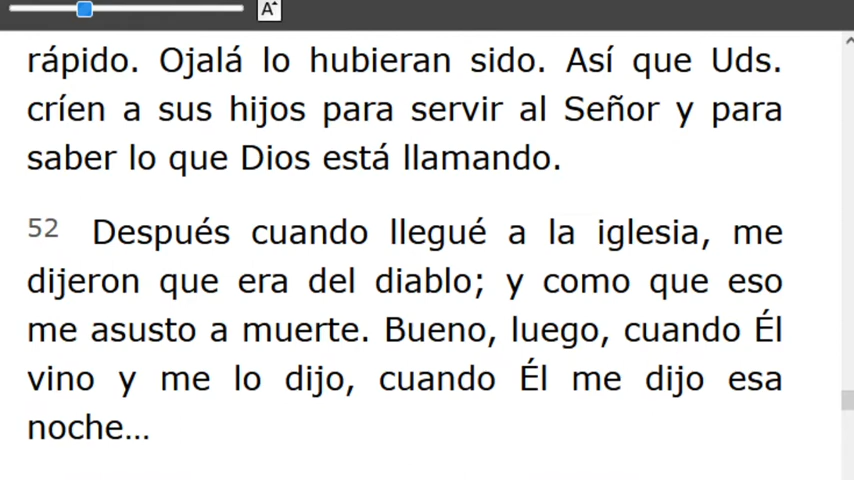 A
rápido. Ojalá lo hubieran sido. Así que Uds.
críen a sus hijos para servir al Señor y para
saber lo que Dios está llamando.
52 Después cuando llegué a la iglesia, me
dijeron que era del diablo; y como que eso
me asusto a muerte. Bueno, luego, cuando Él
vino y me lo dijo, cuando Él me dijo esa
noche...